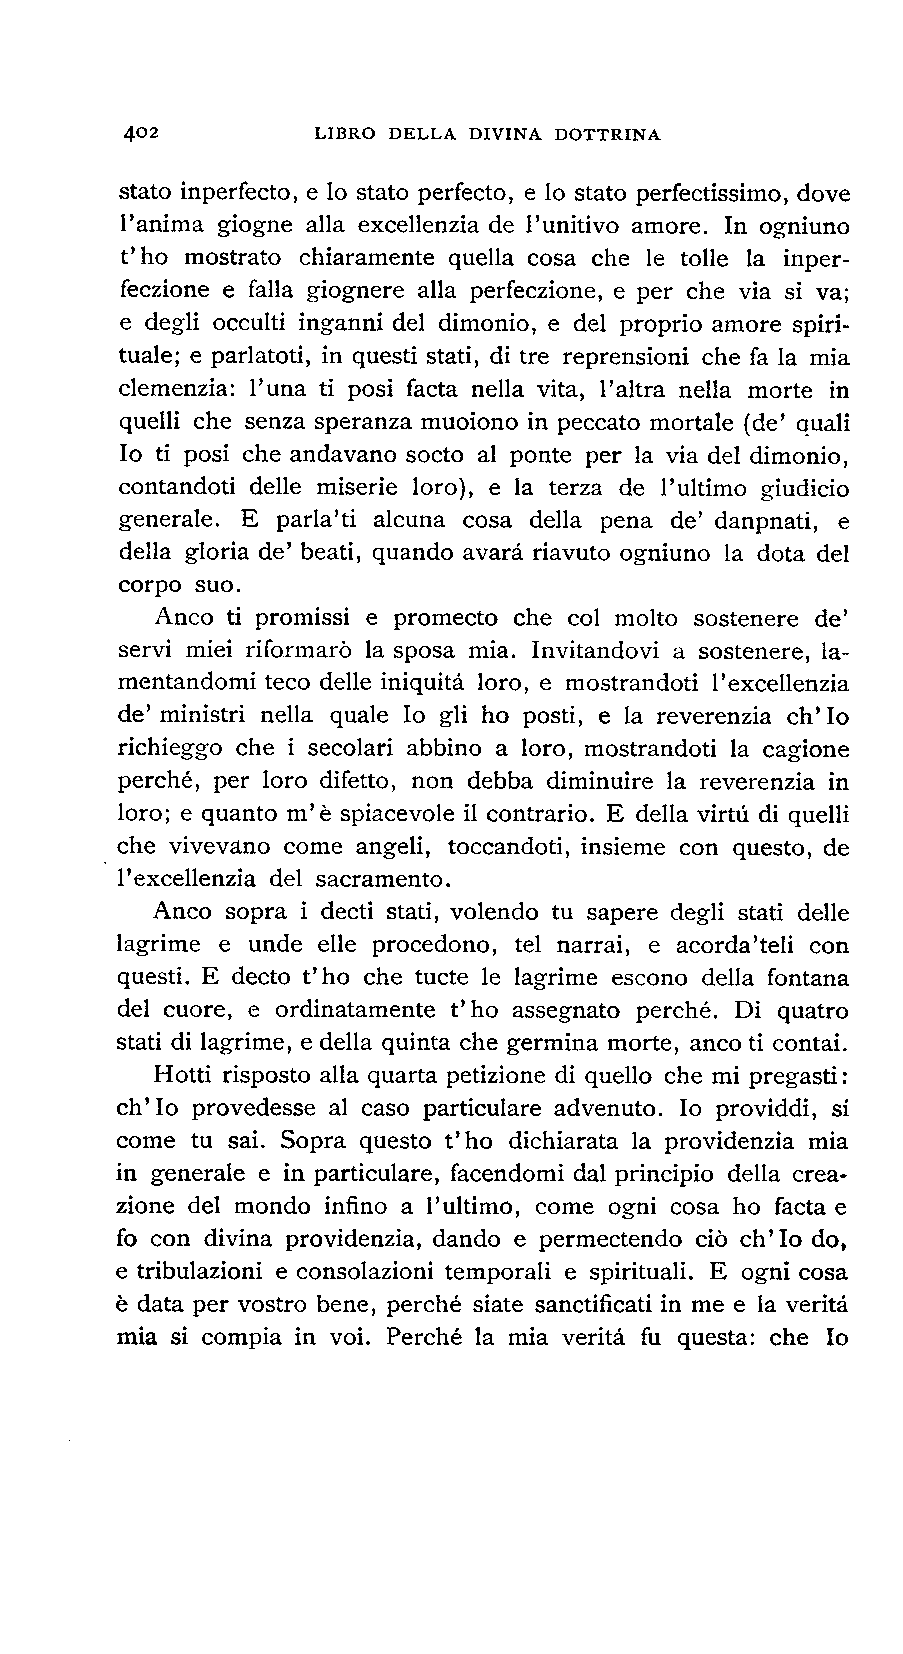 402 LIBRO DELLA DIVINA DOTTRINA
stato inperfecto, e lo stato perfecto, e lo stato perfectissimo, dove
l'anima giogne alla excellenzia de l'unitivo amore. In ogniuno
t'ho mostrato chiaramente quella cosa che le tolle la inper-
feczione e falla giognere alla perfeczione, e per che via si va;
e degli occulti inganni del dimonio, e del proprio amore spiri-
tuale; e parlatoti, in questi stati, di tre reprensioni che fa la mia
clemenzia: l'una ti posi facta nella vita, l'altra nella morte in
quelli che senza speranza muoiono in peccato mortale (de' quali
Io ti posi che andavano socto al ponte per la via del dimonio,
contandoti delle miserie loro), e la terza de l'ultimo giudicio
generale. E parla'ti alcuna cosa della pena de' danpnati, e
della gloria de' beati, quando avará riavuto ogniuno la dota del
corpo suo.
Anco ti promissi e promecto che col molto sostenere de'
servi miei riformarò la sposa mia. Invitandovi a sostenere, la-
mentandomi teco delle iniquitá loro, e mostrandoti l'excellenzia
de' ministri nella quale Io gli ho posti, e la reverenzia ch'Io
richieggo che i secolari abbino a loro, mostrandoti la cagione
perché, per loro difetto, non debba diminuire la reverenzia in
loro; e quanto m'è spiacevole il contrario. E della virtú di quelli
che vivevano come angeli, toccandoti, insieme con questo, de
l'excellenzia del sacramento.
Anco sopra i decti stati, volendo tu sapere degli stati delle
lagrime e unde elle procedono, tel narrai, e acorda'teli con
questi. E decto t'ho che tucte le lagrime escono della fontana
del cuore, e ordinatamente t'ho assegnato perché. Di quatro
stati di lagrime, e della quinta che germina morte, anco ti contai.
Hotti risposto alla quarta petizione di quello che mi pregasti:
ch'Io provedesse al caso particulare advenuto. Io providdi, sí
come tu sai. Sopra questo t'ho dichiarata la providenzia mia
in generale e in particulare, facendomi dal principio della crea-
zione del mondo infino a l'ultimo, come ogni cosa ho facta e
fo con divina providenzia, dando e permectendo ciò ch'Io do,
e tribulazioni e consolazioni temporali e spirituali. E ogni cosa
è data per vostro bene, perché siate sanctificati in me e la veritá
mia si compia in voi. Perché la mia veritá fu questa: che Io